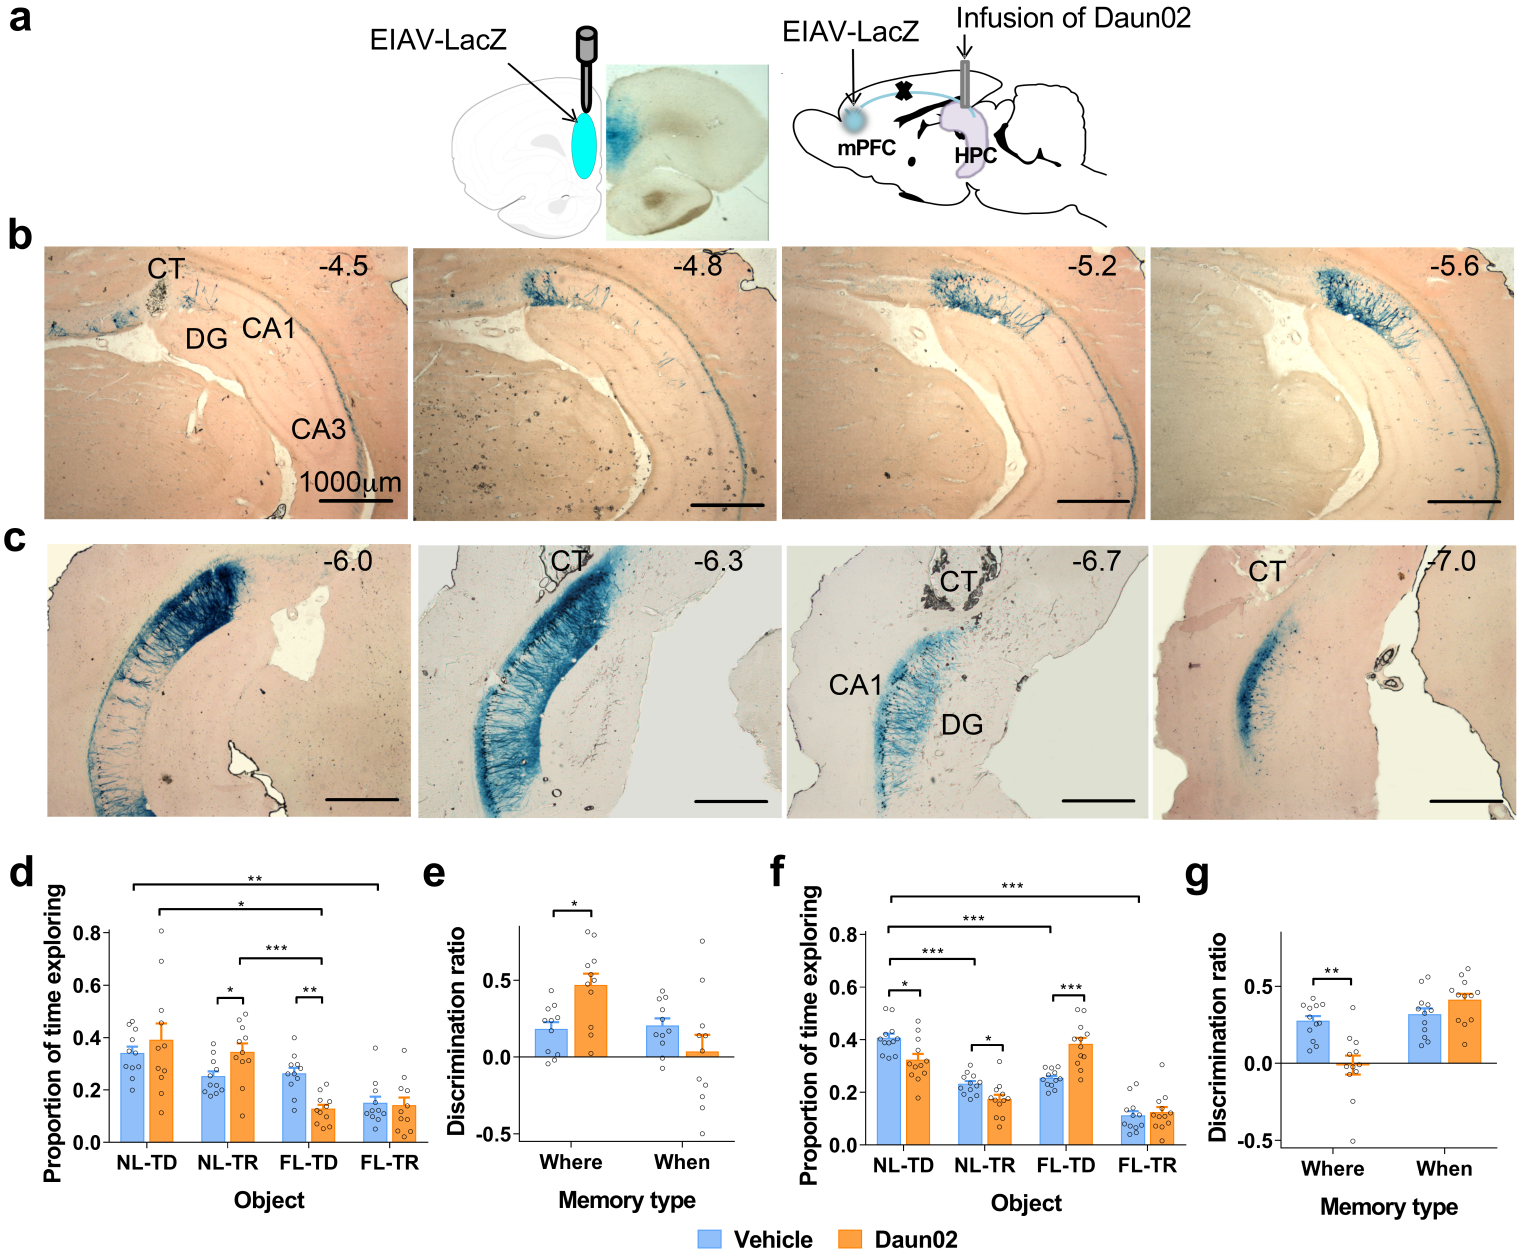 a
EIAV-LacZ
EIAV-LacZ
Infusion of Daun02
mPFC
HPC
b
CT
DG
CA1
CA3
1000µm
-4.5
-4.8
-5.2
-5.6
c
-6.0
CT
-6.3
CT
CA1
DG
-6.7
CT
-7.0
d
Proportion of time exploring
0.8
0.6
0.4
0.2
0.0
**
*
***
*
**
NL-TD
NL-TR
FL-TD
FL-TR
Object
e
Discrimination ratio
0.5
0.0
-0.5
*
Where
When
Memory type
f
Proportion of time exploring
0.8
0.6
0.4
0.2
0.0
***
***
***
*
*
***
NL-TD
NL-TR
FL-TD
FL-TR
Object
g
Discrimination ratio
0.5
0.0
-0.5
**
Where
When
Memory type
Vehicle
Daun02